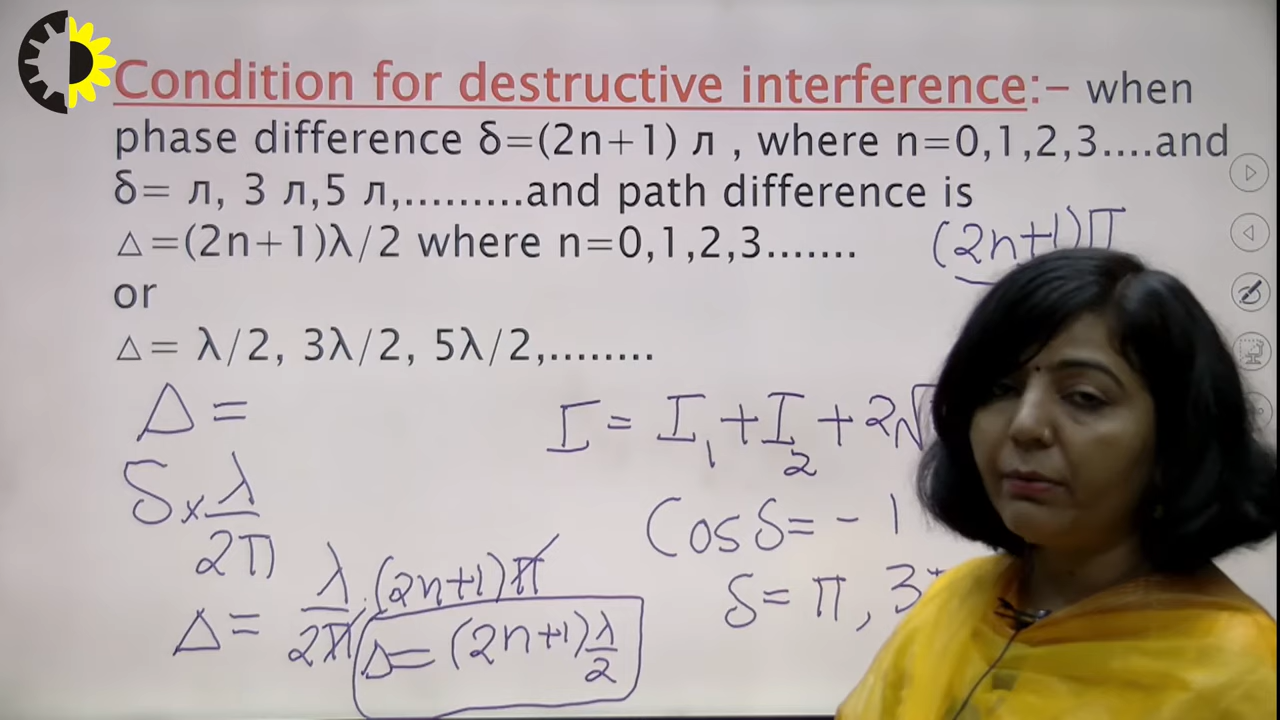 Condition for destructive interference:- when
phase difference δ=(2n+1) л , where n=0,1,2,3....and
δ= л, 3 л,5 л,.........and path difference is
△=(2n+1)λ/2 where n=0,1,2,3.......
(2n+1)π
or
△= λ/2, 3λ/2, 5λ/2,........
Δ=
I = I₁ + I₂ + 2√
δ × λ/2π
Cos δ = - 1
δ = π, 3
Δ = λ/2π . (2n+1)π
Δ= (2n+1) λ/2